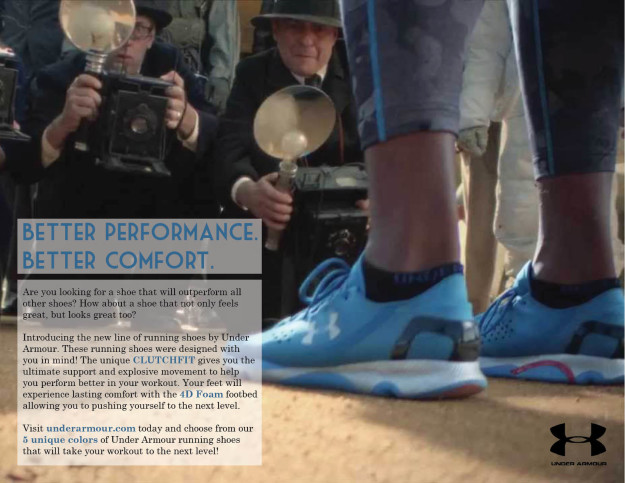 BETTER PERFORMANCE.
BETTER COMFORT.
Are you looking for a shoe that will outperform all
other shoes? How about a shoe that not only feels
great, but looks great too?
Introducing the new line of running shoes by Under
Armour. These running shoes were designed with
you in mind! The unique CLUTCHFIT gives you the
ultimate support and explosive movement to help
you perform better in your workout. Your feet will
experience lasting comfort with the 4D Foam footbed
allowing you to pushing yourself to the next level.
Visit underarmour.com today and choose from our
5 unique colors of Under Armour running shoes
that will take your workout to the next level!
UNDER ARMOUR